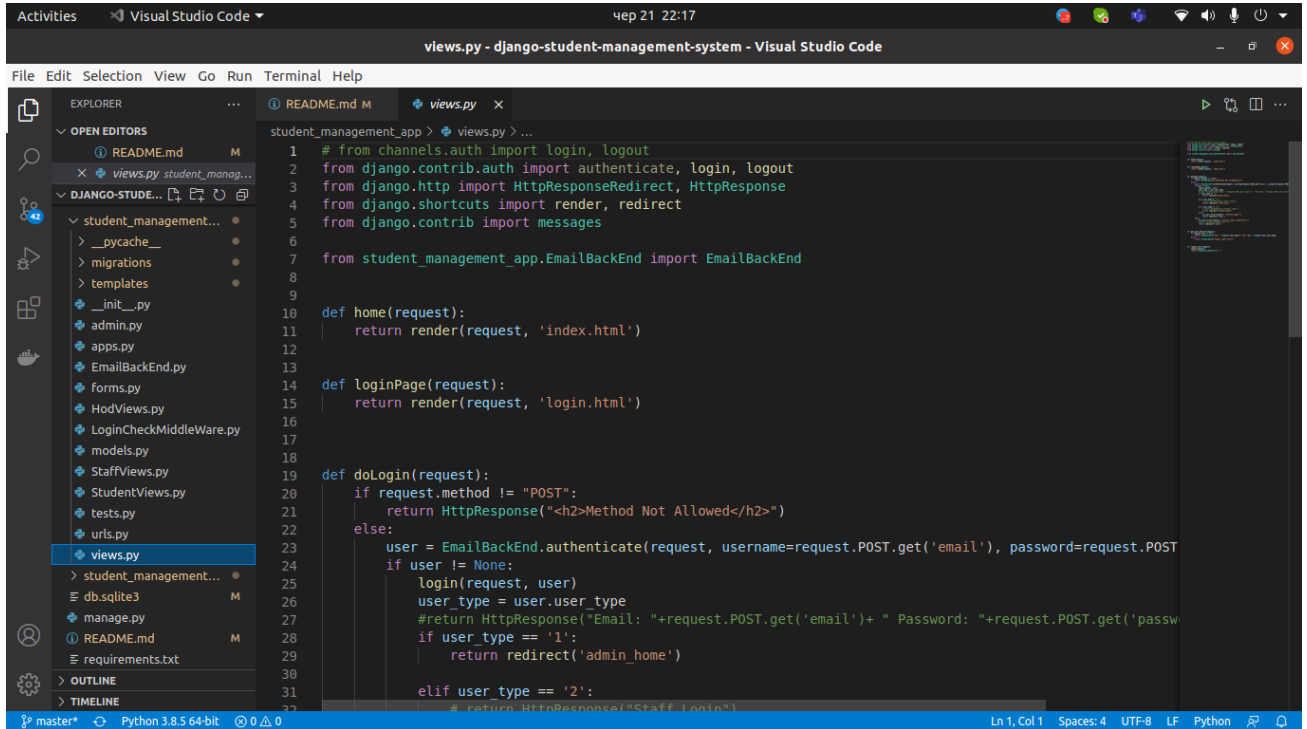 Activities Visual Studio Code чер 21 22:17
views.py - django-student-management-system - Visual Studio Code
File Edit Selection View Go Run Terminal Help
EXPLORER ...
OPEN EDITORS
README.md M
views.py student_manag...
DJANGO-STUDE...
student_management...
__pycache__
migrations
templates
__init__.py
admin.py
apps.py
EmailBackEnd.py
forms.py
HodViews.py
LoginCheckMiddleWare.py
models.py
StaffViews.py
StudentViews.py
tests.py
urls.py
views.py
student_management...
db.sqlite3 M
manage.py
README.md M
requirements.txt
OUTLINE
TIMELINE
42
README.md M views.py
student_management_app > views.py > ...
1 # from channels.auth import login, logout
2 from django.contrib.auth import authenticate, login, logout
3 from django.http import HttpResponseRedirect, HttpResponse
4 from django.shortcuts import render, redirect
5 from django.contrib import messages
6
7 from student_management_app.EmailBackEnd import EmailBackEnd
8
9
10 def home(request):
11 return render(request, 'index.html')
12
13
14 def loginPage(request):
15 return render(request, 'login.html')
16
17
18
19 def doLogin(request):
20 if request.method != "POST":
21 return HttpResponse("<h2>Method Not Allowed</h2>")
22 else:
23 user = EmailBackEnd.authenticate(request, username=request.POST.get('email'), password=request.POST
24 if user != None:
25 login(request, user)
26 user_type = user.user_type
27 #return HttpResponse("Email: "+request.POST.get('email')+ " Password: "+request.POST.get('passw
28 if user_type == '1':
29 return redirect('admin_home')
30
31 elif user_type == '2':
32 # return HttpResponse("Staff Login")
master* Python 3.8.5 64-bit 0 0 Ln 1, Col 1 Spaces: 4 UTF-8 LF Python